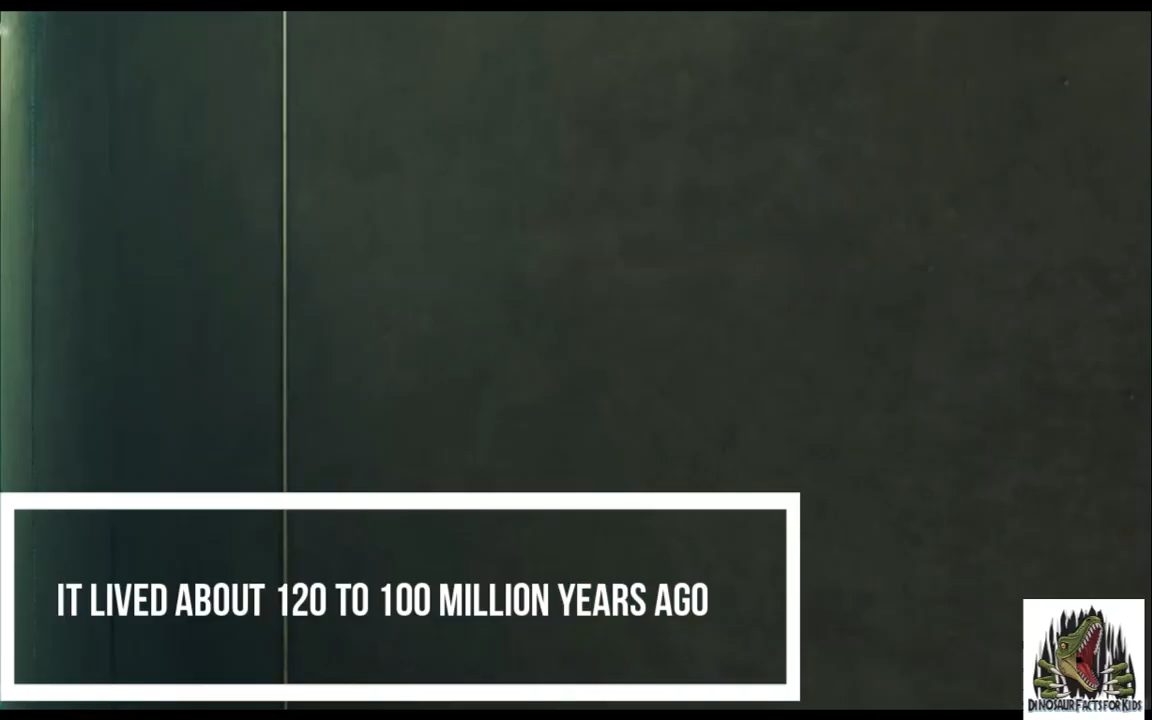 IT LIVED ABOUT 120 TO 100 MILLION YEARS AGO
DINOSAUR FACTS FOR KIDS